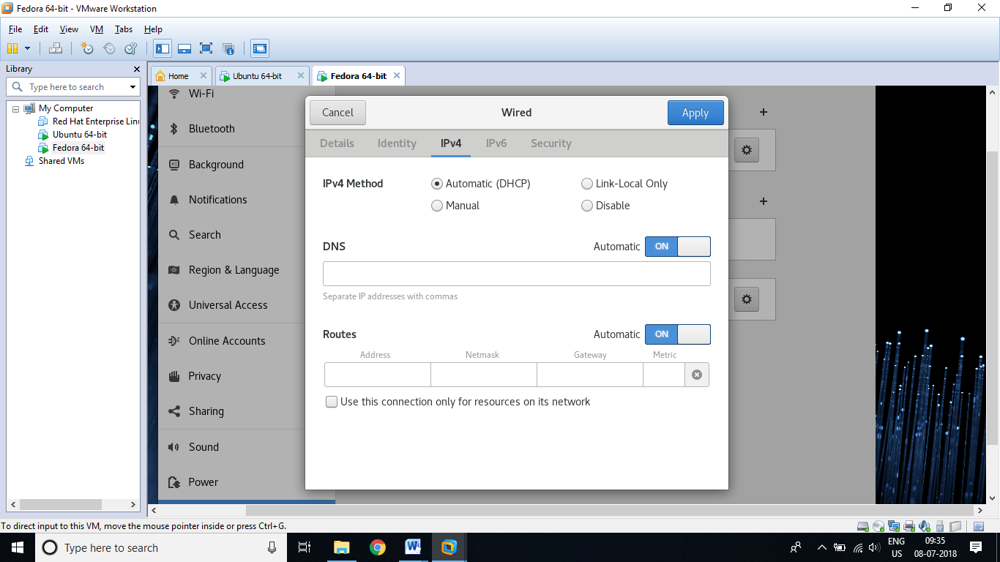 Fedora 64-bit - VMware Workstation
File Edit View VM Tabs Help
Library
Type here to search
My Computer
Red Hat Enterprise Linu
Ubuntu 64-bit
Fedora 64-bit
Shared VMs
Home Ubuntu 64-bit Fedora 64-bit
Wi-Fi
Bluetooth
Background
Notifications
Search
Region & Language
Universal Access
Online Accounts
Privacy
Sharing
Sound
Power
Cancel Wired Apply
Details Identity IPv4 IPv6 Security
IPv4 Method Automatic (DHCP) Link-Local Only
Manual Disable
DNS Automatic ON
Separate IP addresses with commas
Routes Automatic ON
Address Netmask Gateway Metric
Use this connection only for resources on its network
To direct input to this VM, move the mouse pointer inside or press Ctrl+G.
Type here to search
ENG
US
09:35
08-07-2018